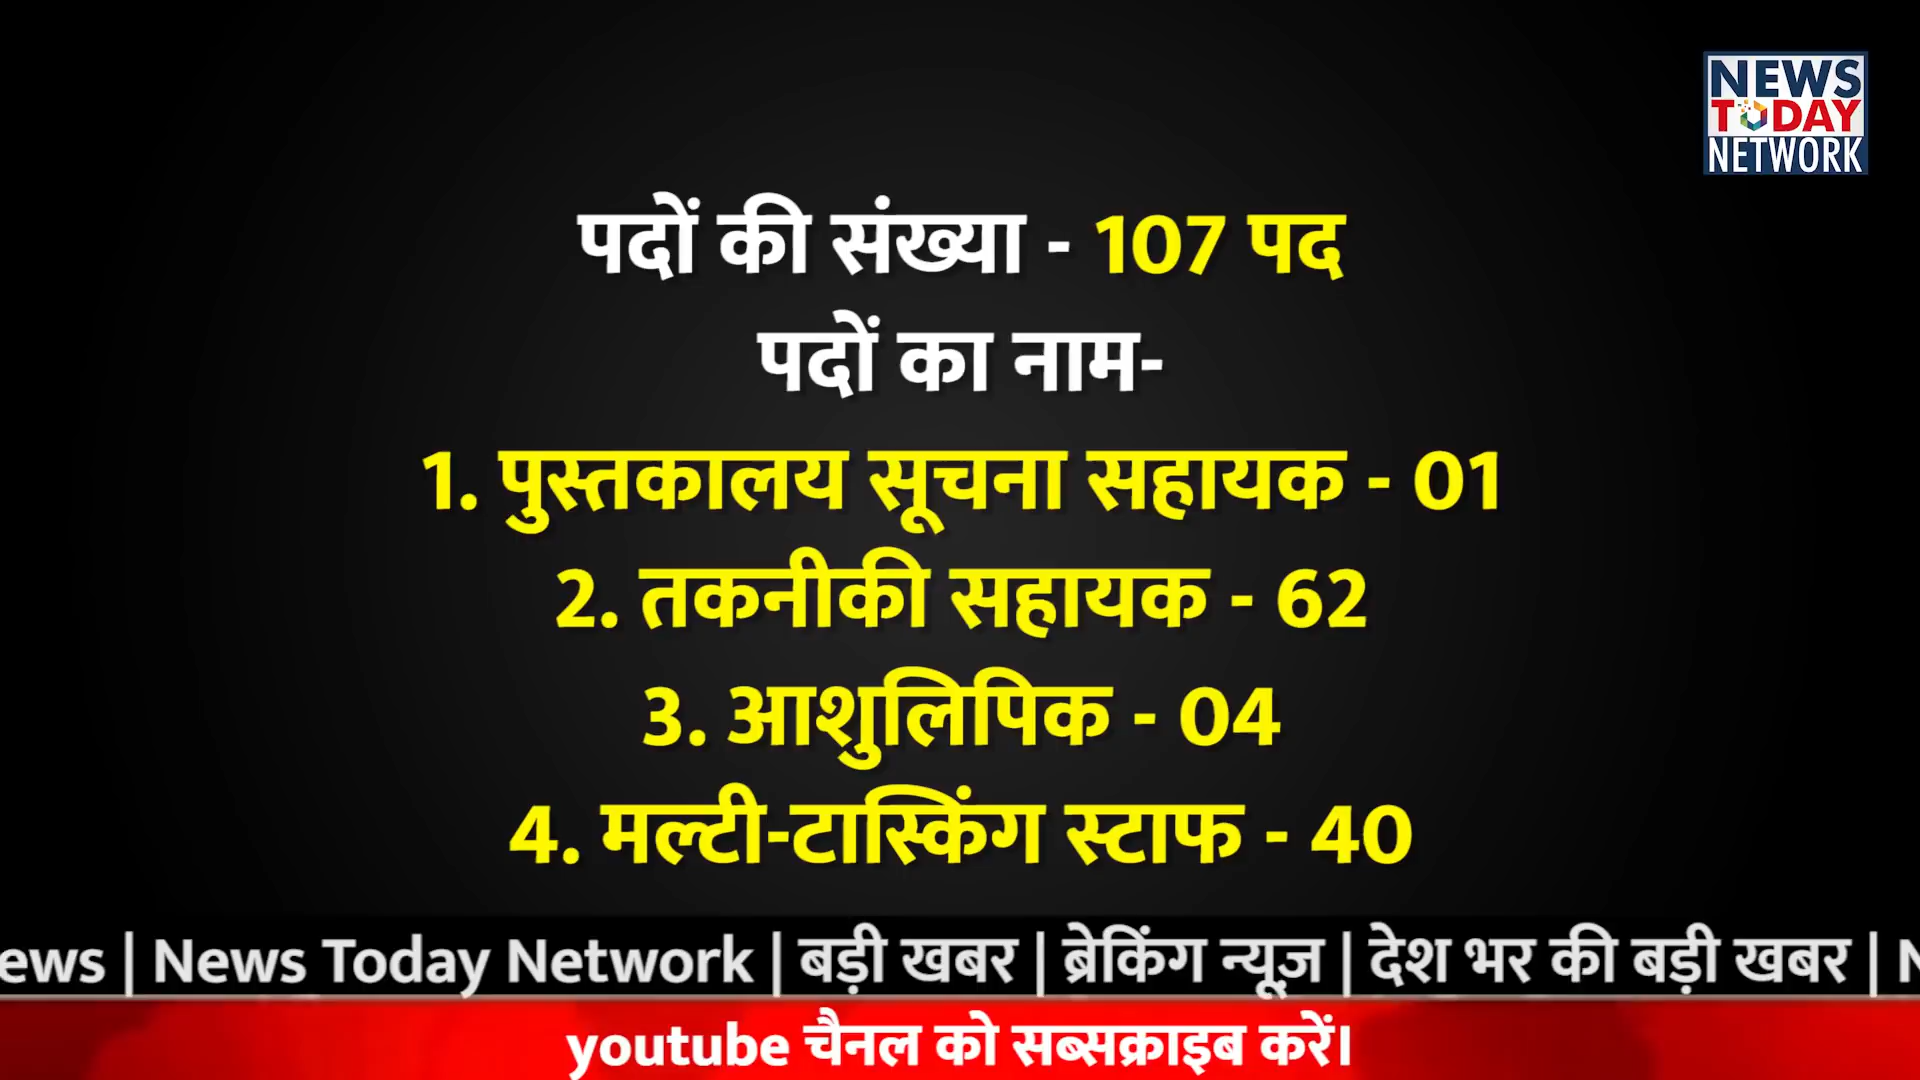 NEWS
TODAY
NETWORK
पदों की संख्या - 107 पद
पदों का नाम-
1. पुस्तकालय सूचना सहायक - 01
2. तकनीकी सहायक - 62
3. आशुलिपिक - 04
4. मल्टी-टास्किंग स्टाफ - 40
ews | News Today Network | बड़ी खबर | ब्रेकिंग न्यूज़ | देश भर की बड़ी खबर | N
youtube चैनल को सब्सक्राइब करें।